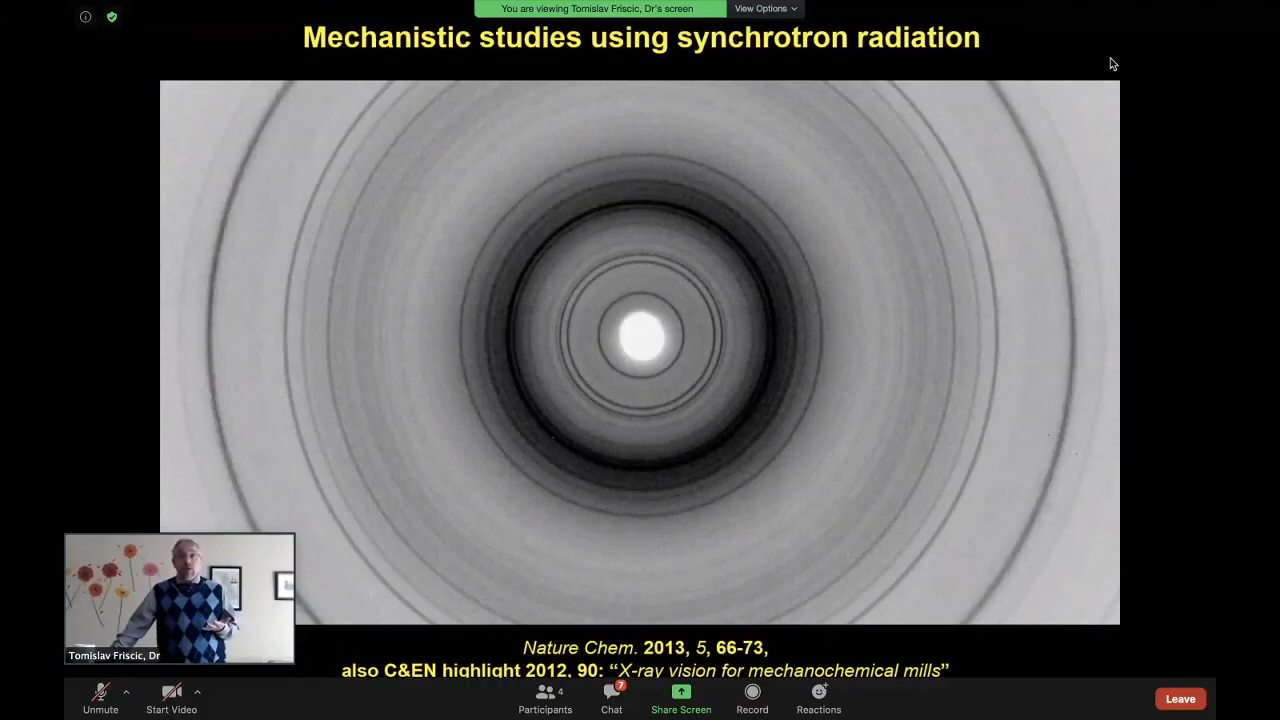 You are viewing Tomislav Friscic, Dr's screen
View Options
Mechanistic studies using synchrotron radiation
Nature Chem. 2013, 5, 66-73,
also C&EN highlight 2012, 90: “X-ray vision for mechanochemical mills”
Tomislav Friscic, Dr
Unmute
Start Video
Participants
4
Chat
7
Share Screen
Record
Reactions
Leave